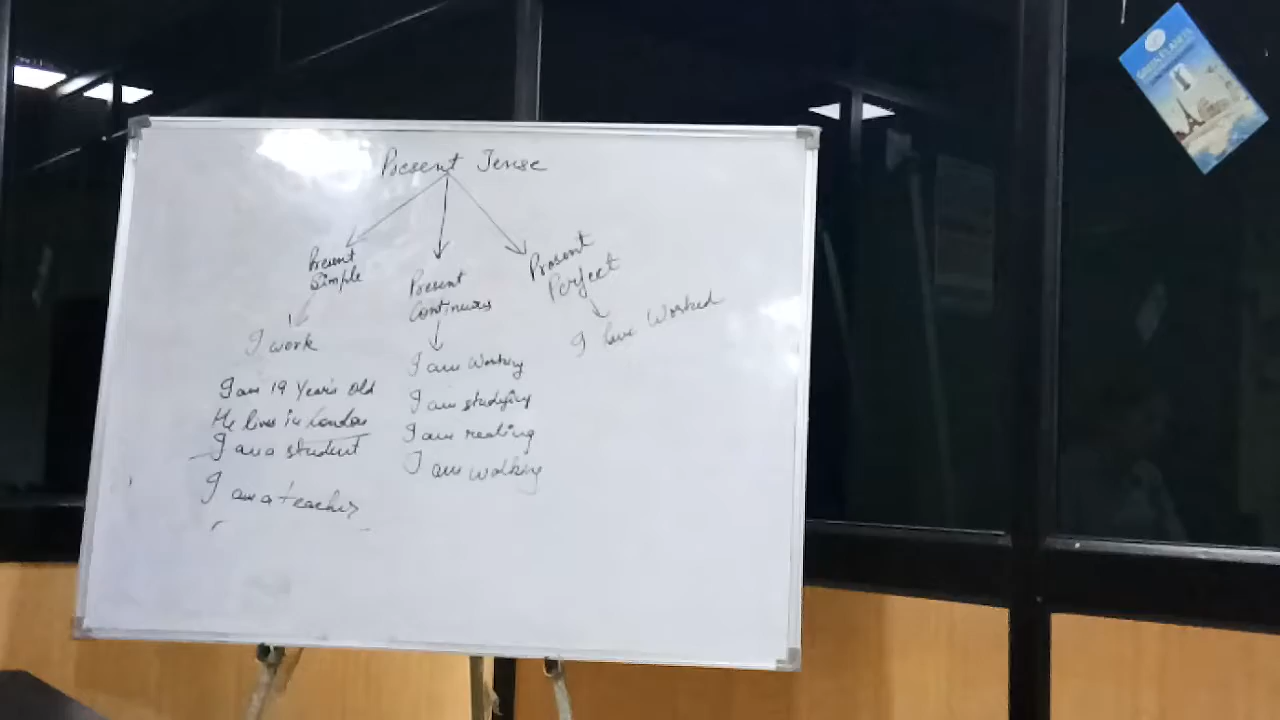 Present Tense
Present
Simple
Present
Continuous
Present
Perfect
I work
I am 19 Year's old
He lives in London
I am a student
I am a teacher
I am working
I am studying
I am reading
I am walking
I have Worked